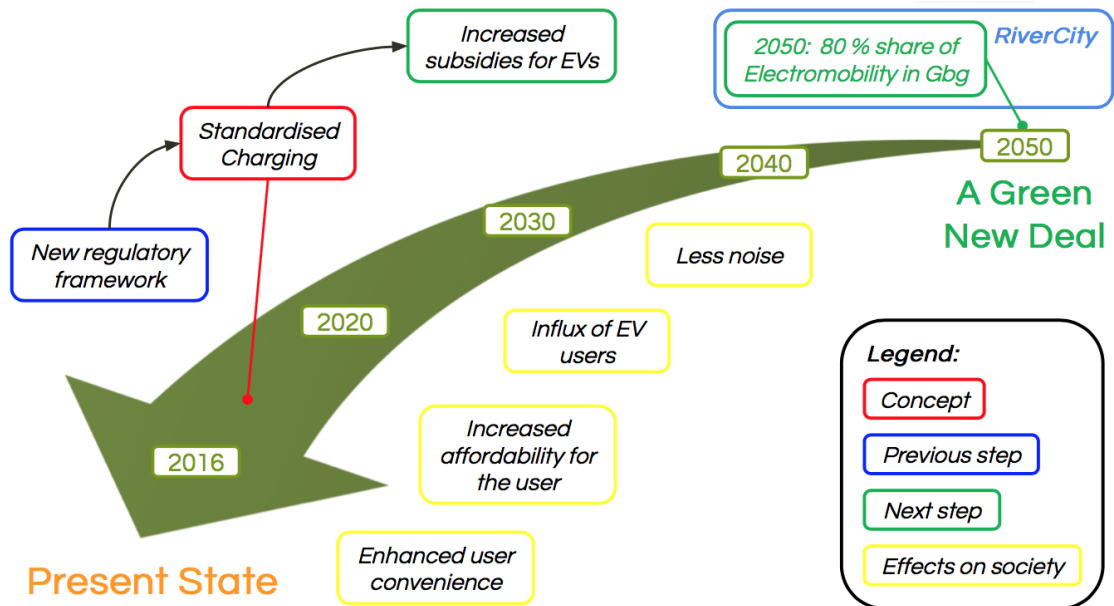 Increased
subsidies for EVs
2050:  80 % share of
Electromobility in Gbg
RiverCity
Standardised
Charging
2050
2040
A Green
New Deal
2030
New regulatory
framework
Less noise
2020
Influx of EV
users
Legend:
Concept
Previous step
Next step
Effects on society
Increased
affordability for
the user
2016
Enhanced user
convenience
Present State